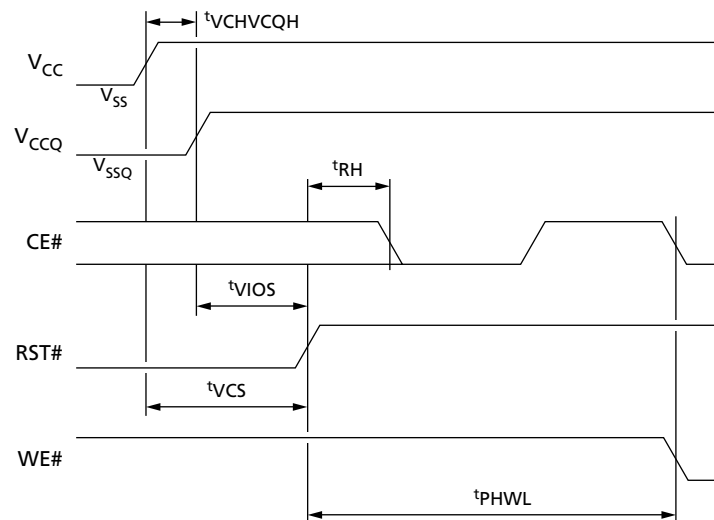 tVCHVCQH
VCC
VSS
VCCQ
VSSQ
tRH
CE#
tVIOS
RST#
tVCS
WE#
tPHWL